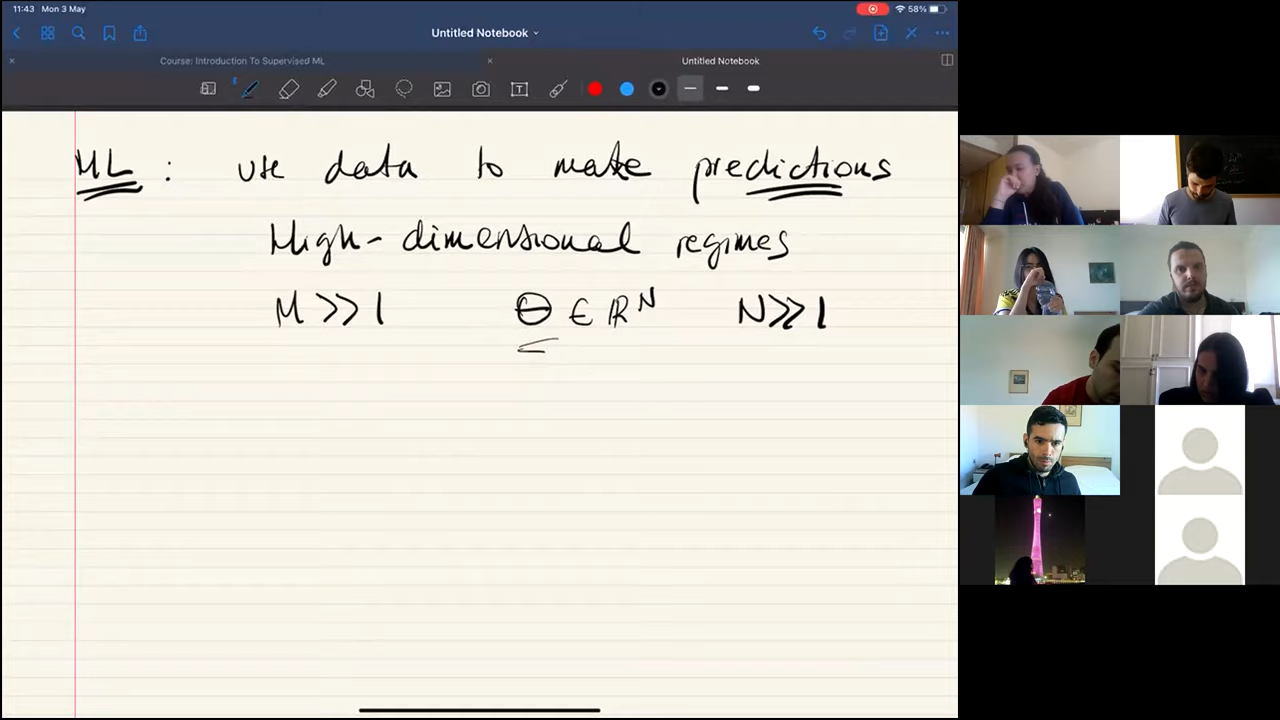 11:43 Mon 3 May
58%
Untitled Notebook
Course: Introduction To Supervised ML
Untitled Notebook
ML : use data to make predictions
High-dimensional regimes
M >> 1 Θ ∈ ℝ^N N >> 1